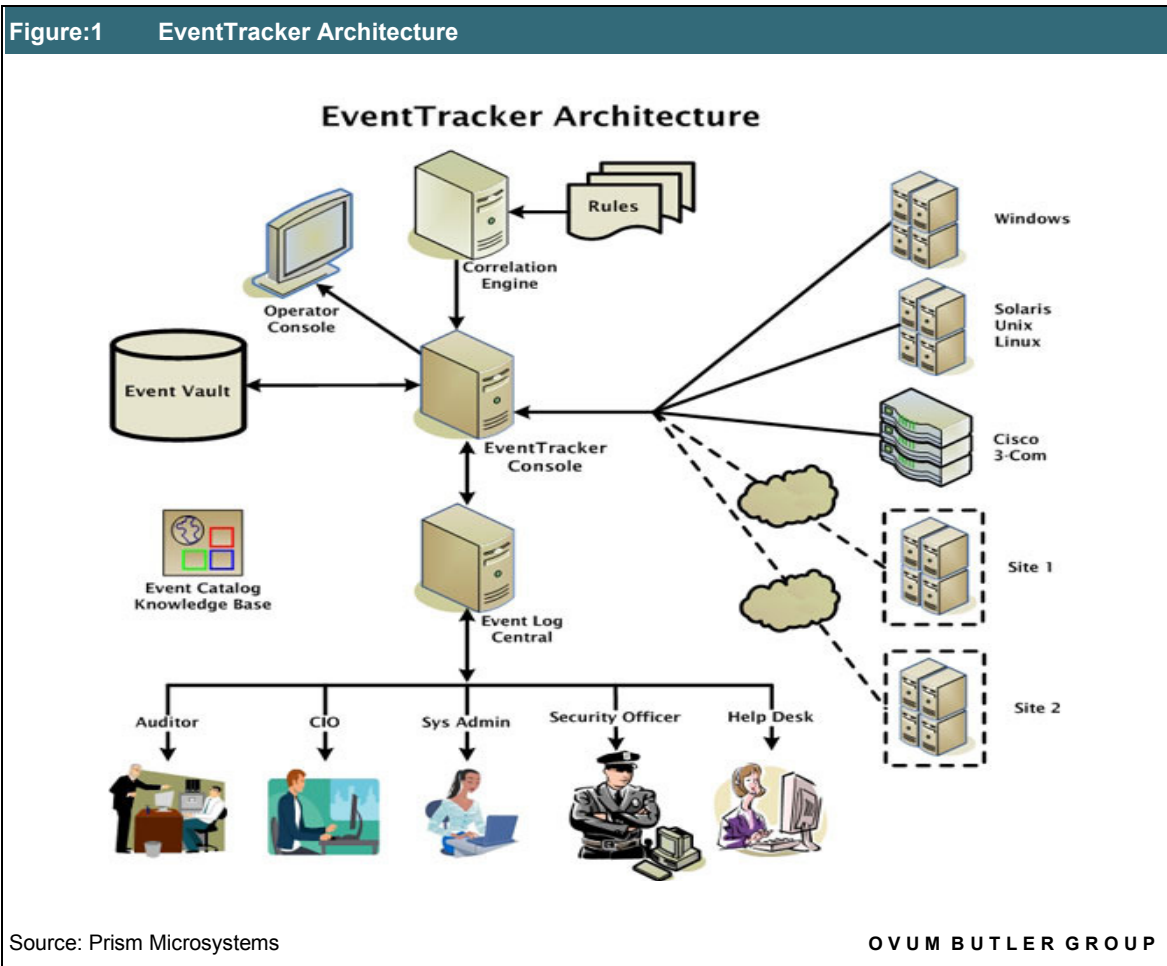 Figure:1 EventTracker Architecture
EventTracker Architecture
Rules
Correlation
Engine
Operator
Console
Windows
Solaris
Unix
Linux
Event Vault
EventTracker
Console
Cisco
3-Com
Event Catalog
Knowledge Base
Event Log
Central
Site 1
Site 2
Auditor
CIO
Sys Admin
Security Officer
Help Desk
Source: Prism Microsystems
OVUM BUTLER GROUP